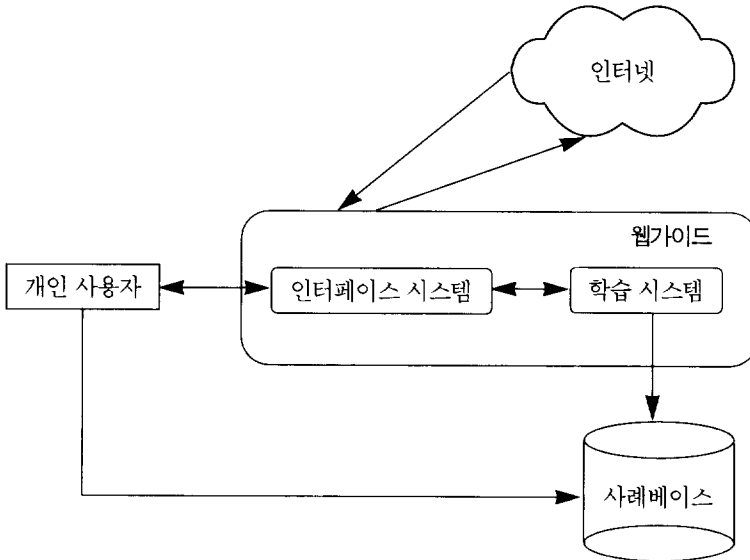 인터넷
웹가이드
개인 사용자
인터페이스 시스템
학습 시스템
사례베이스